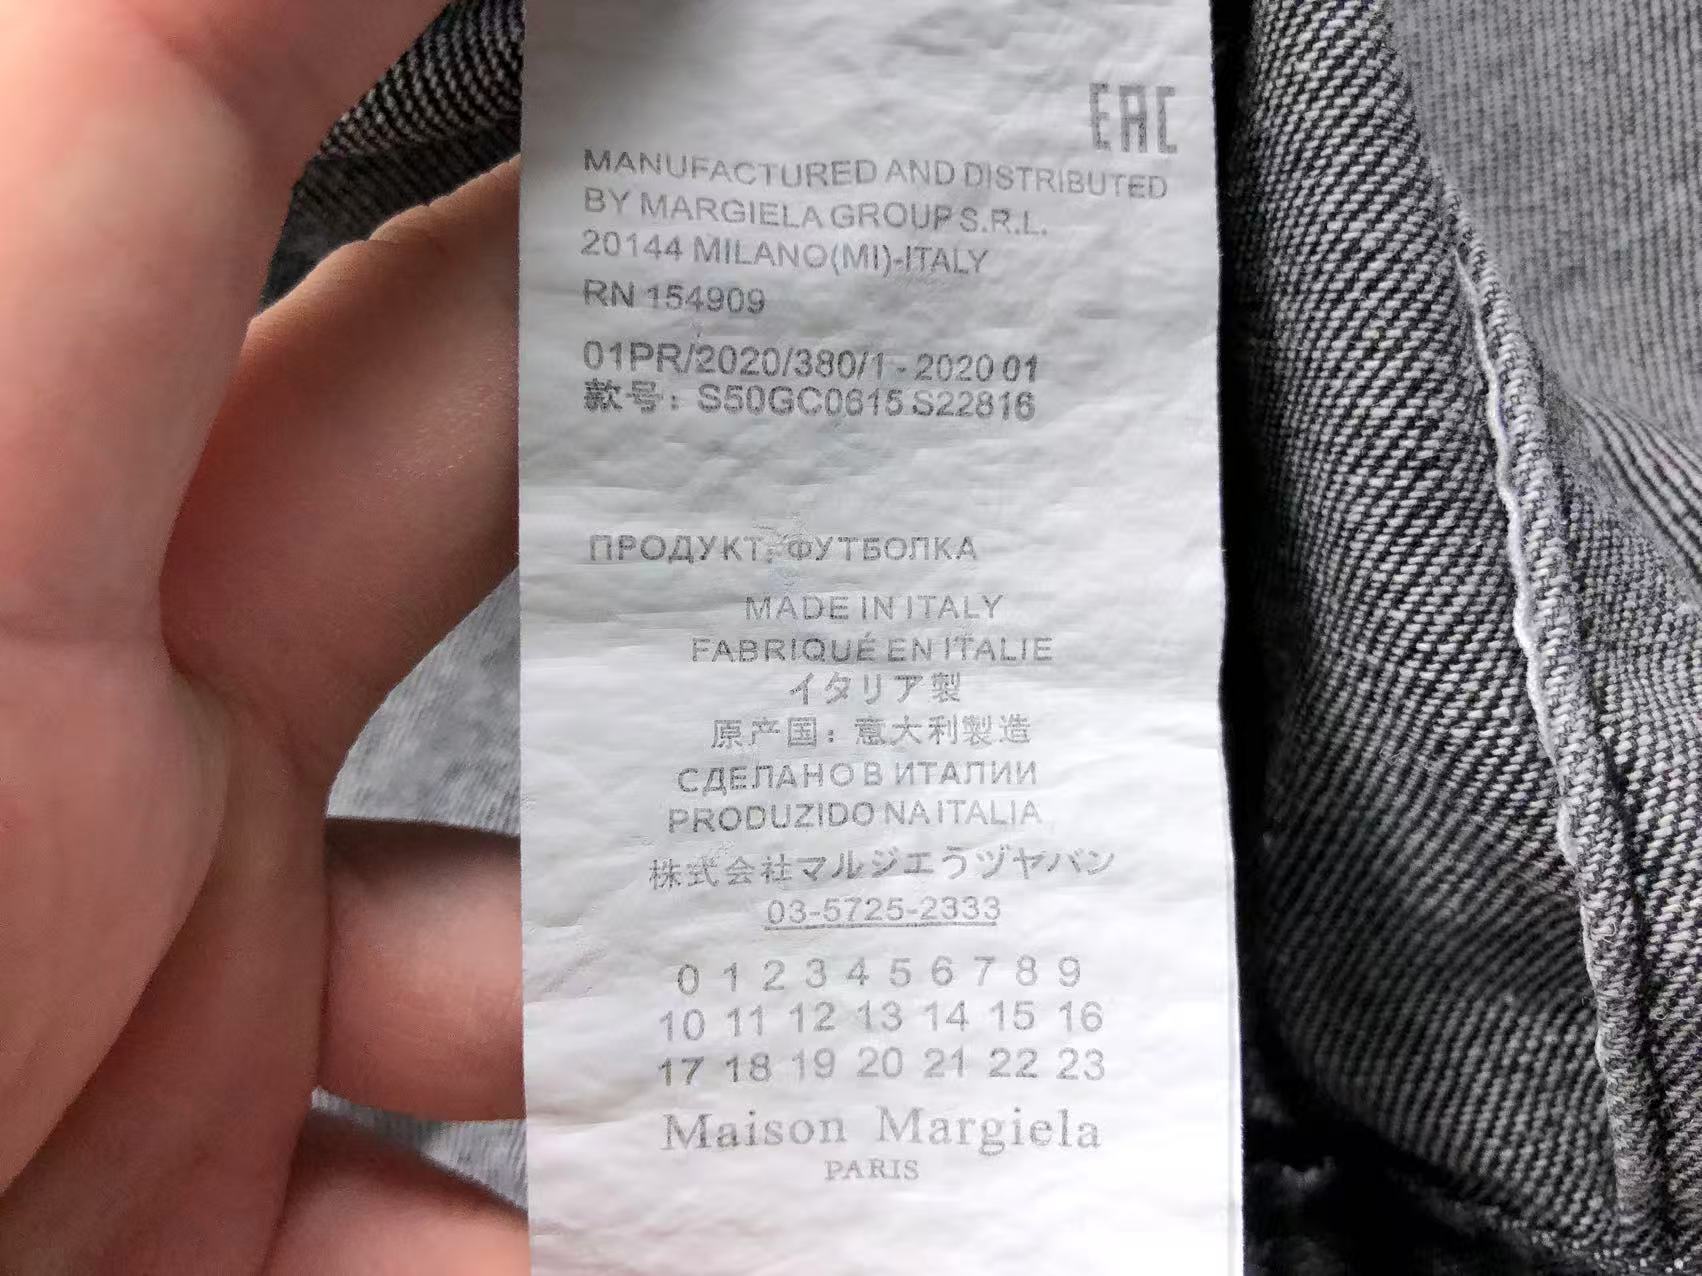 EAC
MANUFACTURED AND DISTRIBUTED
BY MARGIELA GROUP S.R.L.
20144 MILANO(MI)-ITALY
RN 154909
01PR/2020/380/1 - 2020 01
款号: S50GC0615 S22816
ПРОДУКТ: ФУТБОЛКА
MADE IN ITALY
FABRIQUÉ EN ITALIE
イタリア製
原产国: 意大利製造
СДЕЛАНО В ИТАЛИИ
PRODUZIDO NA ITALIA
株式会社マルジエうヅヤバン
03-5725-2333
0 1 2 3 4 5 6 7 8 9
10 11 12 13 14 15 16
17 18 19 20 21 22 23
Maison Margiela
PARIS